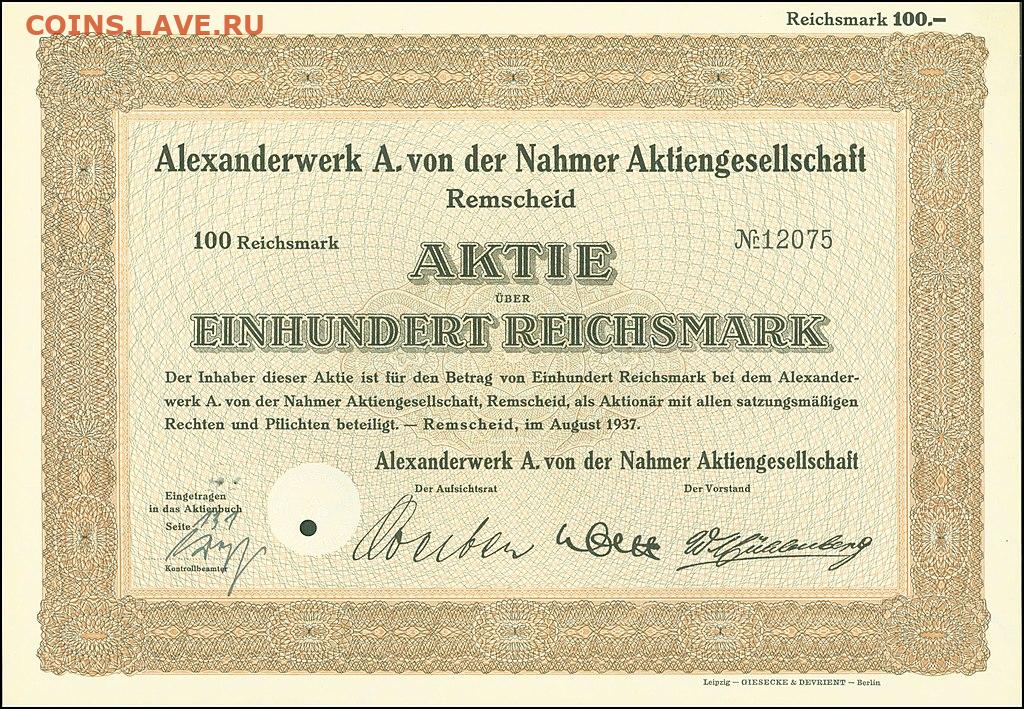 COINS.LAVE.RU
Reichsmark 100.—
Alexanderwerk A. von der Nahmer Aktiengesellschaft
Remscheid
100 Reichsmark
№ 12075
AKTIE
ÜBER
EINHUNDERT REICHSMARK
Der Inhaber dieser Aktie ist für den Betrag von Einhundert Reichsmark bei dem Alexander-
werk A. von der Nahmer Aktiengesellschaft, Remscheid, als Aktionär mit allen satzungsmäßigen
Rechten und Pflichten beteiligt. — Remscheid, im August 1937.
Alexanderwerk A. von der Nahmer Aktiengesellschaft
Der Aufsichtsrat
Der Vorstand
Eingetragen
in das Aktienbuch
Seite 131
Kontrollbeamter
Leipzig — GIESECKE & DEVRIENT — Berlin